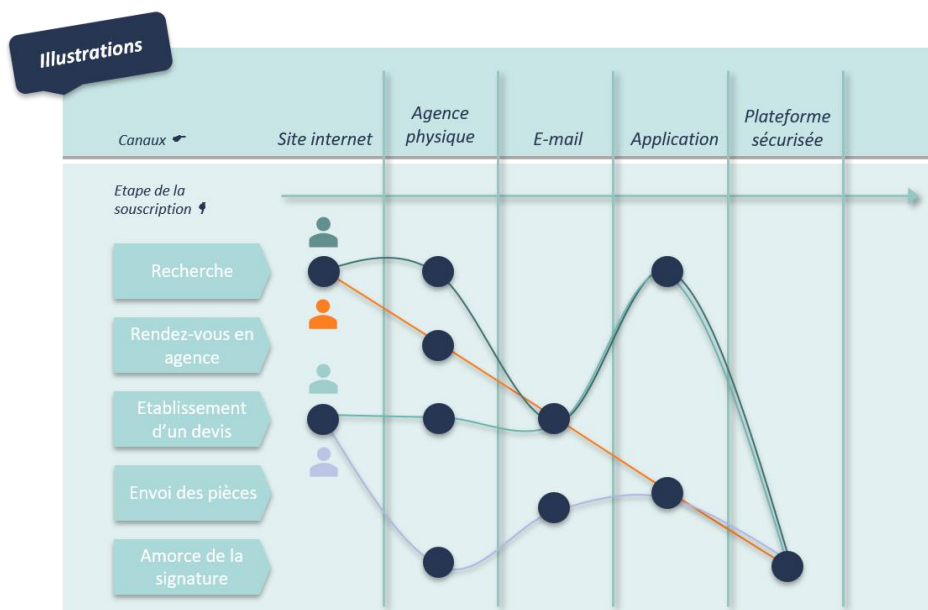 Illustrations
Canaux
Site internet
Agence
physique
E-mail
Application
Plateforme
sécurisée
Etape de la
souscription
Recherche
Rendez-vous en
agence
Etablissement
d'un devis
Envoi des pièces
Amorce de la
signature